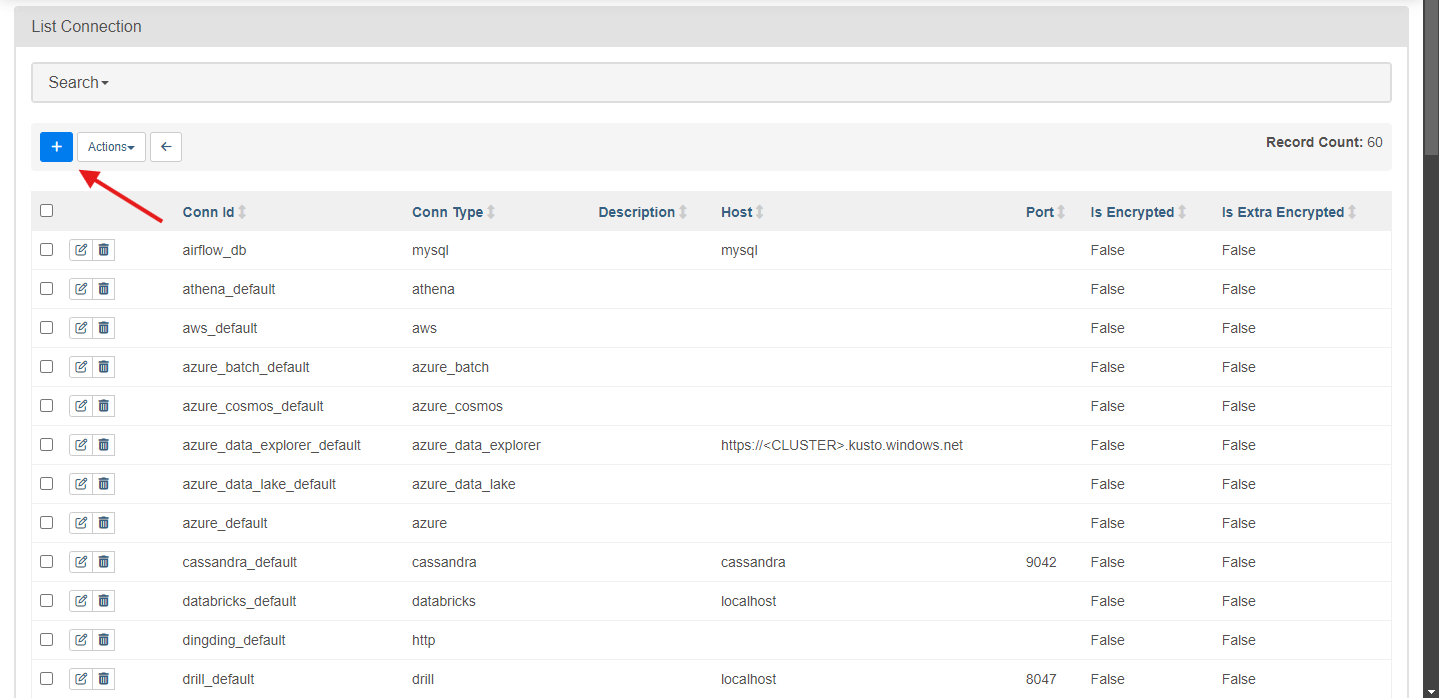 List Connection
Search
+ Actions ←
Record Count: 60
Conn Id Conn Type Description Host Port Is Encrypted Is Extra Encrypted
airflow_db mysql mysql False False
athena_default athena False False
aws_default aws False False
azure_batch_default azure_batch False False
azure_cosmos_default azure_cosmos False False
azure_data_explorer_default azure_data_explorer https://<CLUSTER>.kusto.windows.net False False
azure_data_lake_default azure_data_lake False False
azure_default azure False False
cassandra_default cassandra cassandra 9042 False False
databricks_default databricks localhost False False
dingding_default http False False
drill_default drill localhost 8047 False False